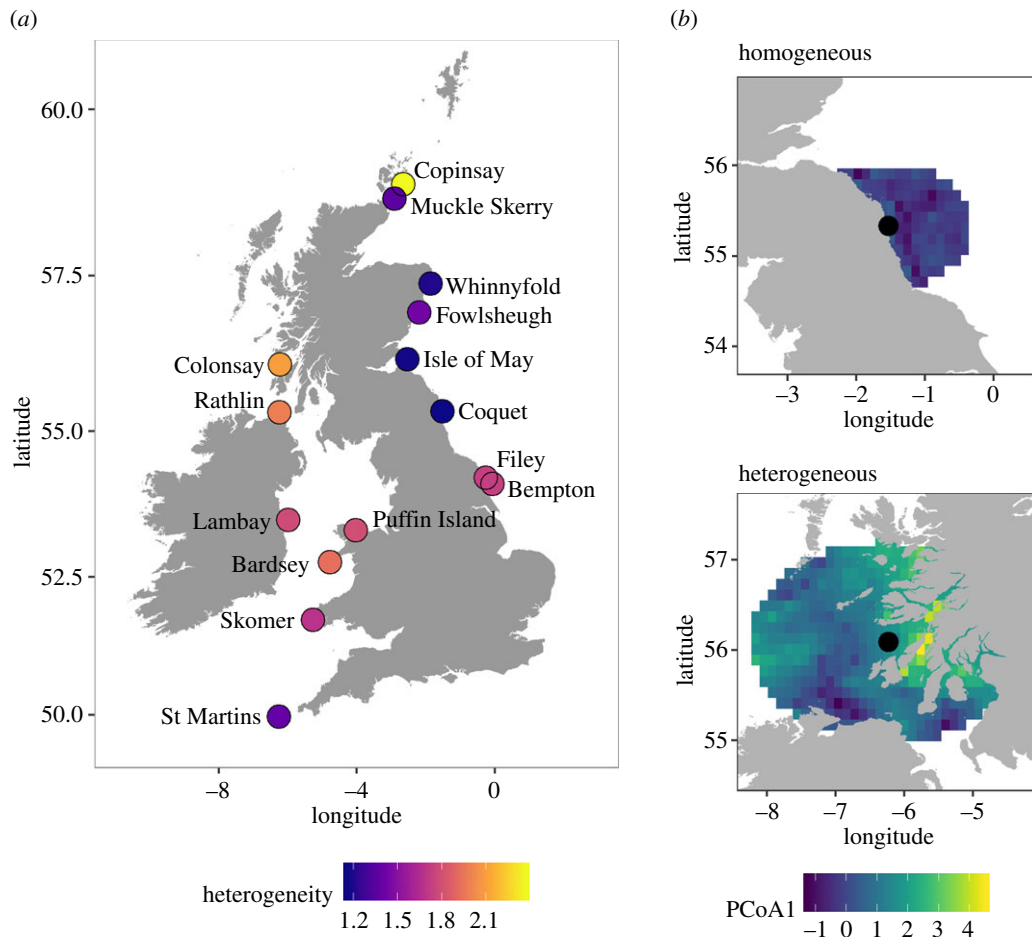 (a)
60.0
57.5
55.0
52.5
50.0
latitude
Copinsay
Muckle Skerry
Whinnyfold
Fowlsheugh
Isle of May
Colonsay
Rathlin
Coquet
Filey
Bempton
Lambay
Puffin Island
Bardsey
Skomer
St Martins
–8 –4 0
longitude
heterogeneity
1.2 1.5 1.8 2.1
(b)
homogeneous
56
55
54
latitude
–3 –2 –1 0
longitude
heterogeneous
57
56
55
latitude
–8 –7 –6 –5
longitude
PCoA1
–1 0 1 2 3 4